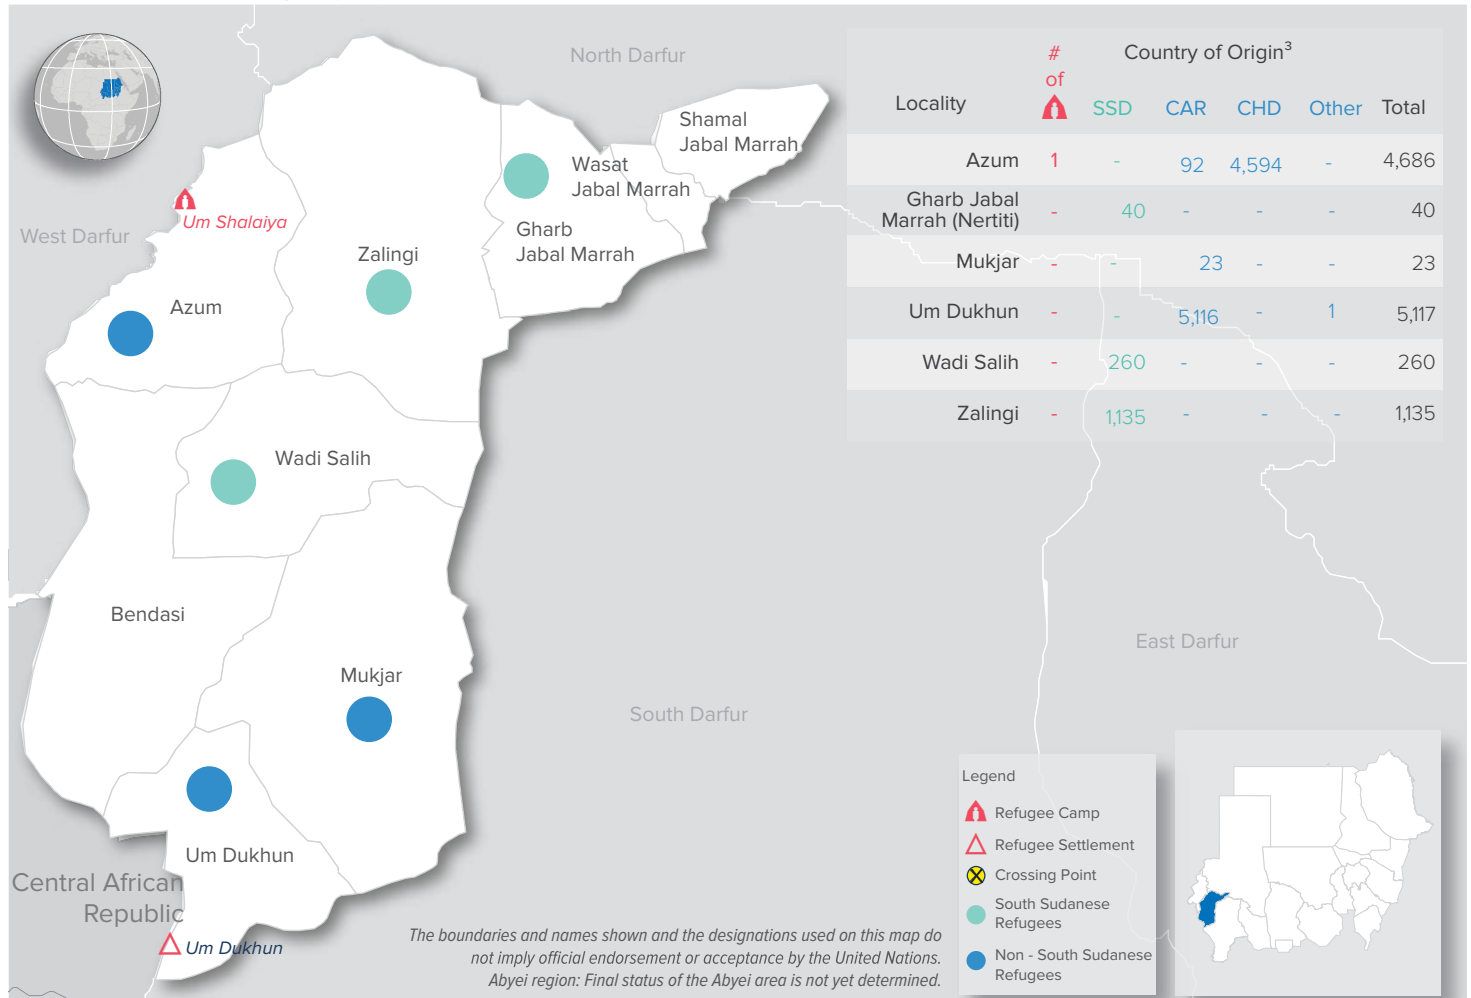 North Darfur
Shamal
Jabal Marrah
Wasat
Jabal Marrah
Um Shalaiya
West Darfur
Gharb
Jabal Marrah
Zalingi
Azum
Wadi Salih
Bendasi
Mukjar
East Darfur
South Darfur
Um Dukhun
Central African
Republic
Um Dukhun
# of
Country of Origin3
Locality SSD CAR CHD Other Total
Azum 1 - 92 4,594 - 4,686
Gharb Jabal
Marrah (Nertiti) - 40 - - - 40
Mukjar - - 23 - - 23
Um Dukhun - - 5,116 - 1 5,117
Wadi Salih - 260 - - - 260
Zalingi - 1,135 - - - 1,135
The boundaries and names shown and the designations used on this map do
not imply official endorsement or acceptance by the United Nations.
Abyei region: Final status of the Abyei area is not yet determined.
Legend
Refugee Camp
Refugee Settlement
Crossing Point
South Sudanese
Refugees
Non - South Sudanese
Refugees